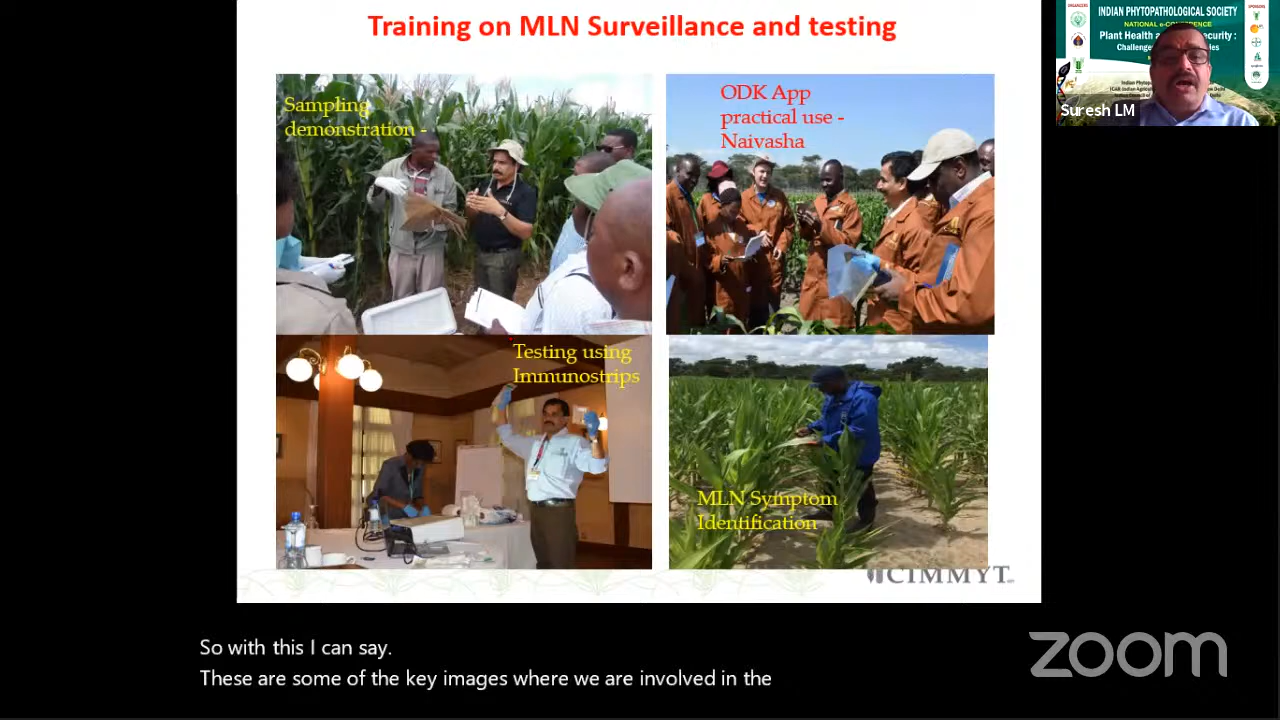 Training on MLN Surveillance and testing
Sampling
demonstration -
ODK App
practical use -
Naivasha
Testing using
Immunostrips
MLN Symptom
Identification
CIMMYT
INDIAN PHYTOPATHOLOGICAL SOCIETY
NATIONAL e-CONFERENCE
Plant Health
Suresh LM
So with this I can say.
These are some of the key images where we are involved in the
zoom